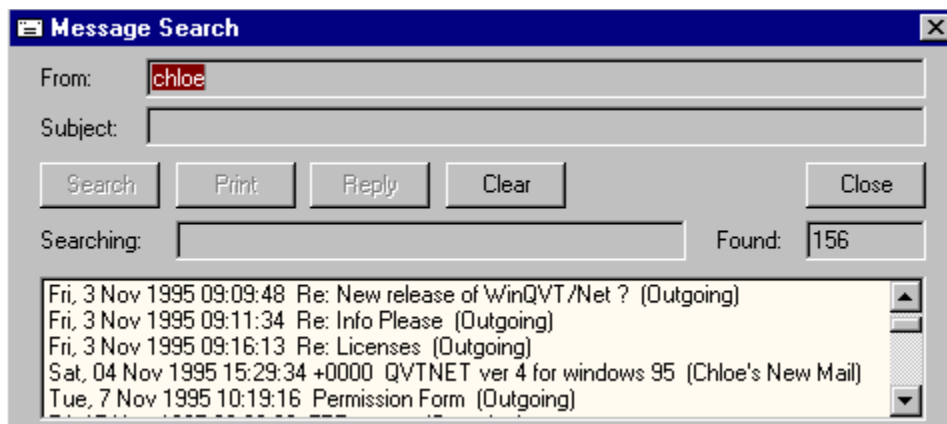 Message Search
From: chloe
Subject:
Search Print Reply Clear Close
Searching: Found: 156
Fri, 3 Nov 1995 09:09:48 Re: New release of WinQVT/Net ? (Outgoing)
Fri, 3 Nov 1995 09:11:34 Re: Info Please (Outgoing)
Fri, 3 Nov 1995 09:16:13 Re: Licenses (Outgoing)
Sat, 04 Nov 1995 15:29:34 +0000 QVTNET ver 4 for windows 95 (Chloe's New Mail)
Tue, 7 Nov 1995 10:19:16 Permission Form (Outgoing)